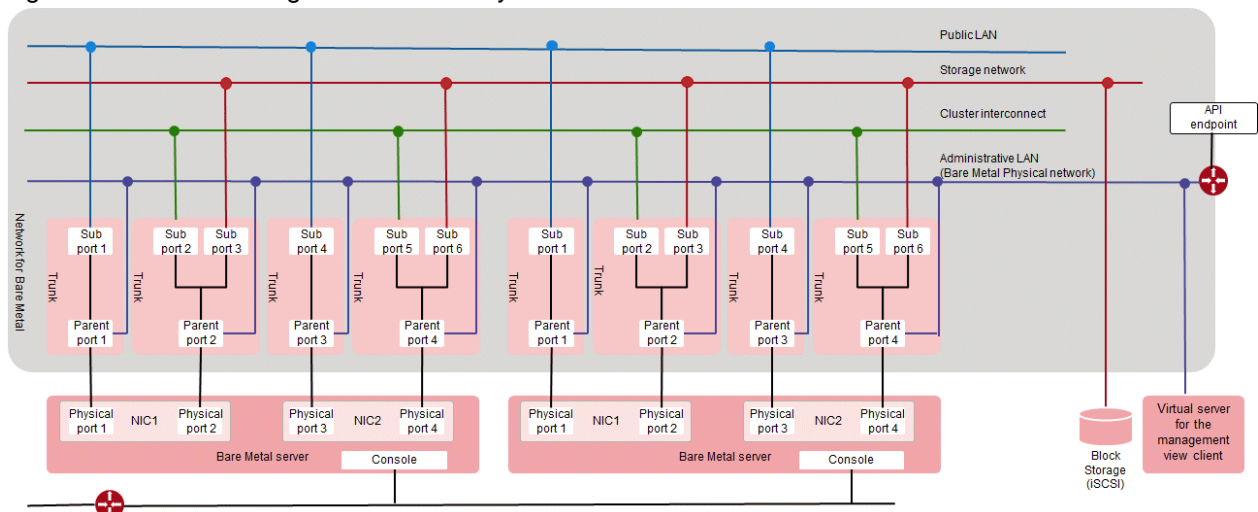 Public LAN
Storage network
Cluster interconnect
API
endpoint
Administrative LAN
(Bare Metal Physical network)
Network for Bare Metal
Trunk
Sub
port 1
Parent
port 1
Trunk
Sub
port 2
Sub
port 3
Parent
port 2
Trunk
Sub
port 4
Parent
port 3
Trunk
Sub
port 5
Sub
port 6
Parent
port 4
Trunk
Sub
port 1
Parent
port 1
Trunk
Sub
port 2
Sub
port 3
Parent
port 2
Trunk
Sub
port 4
Parent
port 3
Trunk
Sub
port 5
Sub
port 6
Parent
port 4
Physical
port 1
NIC1
Physical
port 2
Physical
port 3
NIC2
Physical
port 4
Bare Metal server
Console
Physical
port 1
NIC1
Physical
port 2
Physical
port 3
NIC2
Physical
port 4
Bare Metal server
Console
Block
Storage
(iSCSI)
Virtual server
for the
management
view client